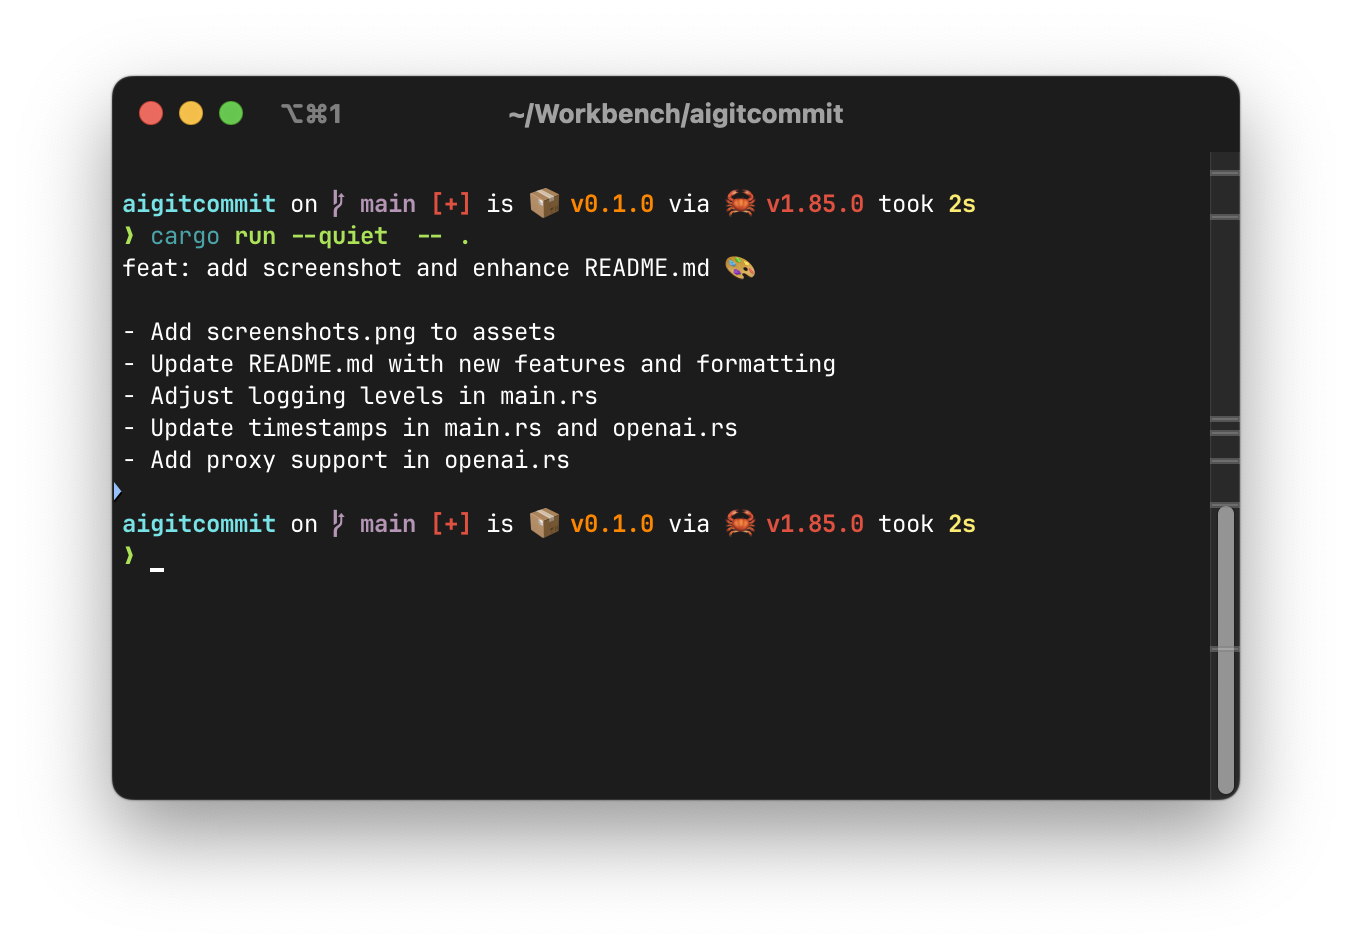 ⌥⌘1 ~/Workbench/aigitcommit
aigitcommit on main [+] is 📦 v0.1.0 via 🦀 v1.85.0 took 2s
❯ cargo run --quiet  -- .
feat: add screenshot and enhance README.md 🎨
- Add screenshots.png to assets
- Update README.md with new features and formatting
- Adjust logging levels in main.rs
- Update timestamps in main.rs and openai.rs
- Add proxy support in openai.rs
aigitcommit on main [+] is 📦 v0.1.0 via 🦀 v1.85.0 took 2s
❯ _